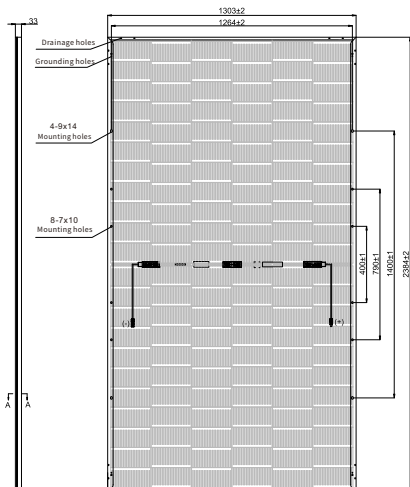 1303±2
33
1264±2
Drainage holes
Grounding holes
4-9x14
Mounting holes
8-7x10
Mounting holes
400±1
790±1
1400±1
2384±2
(-)
(+)
A
A